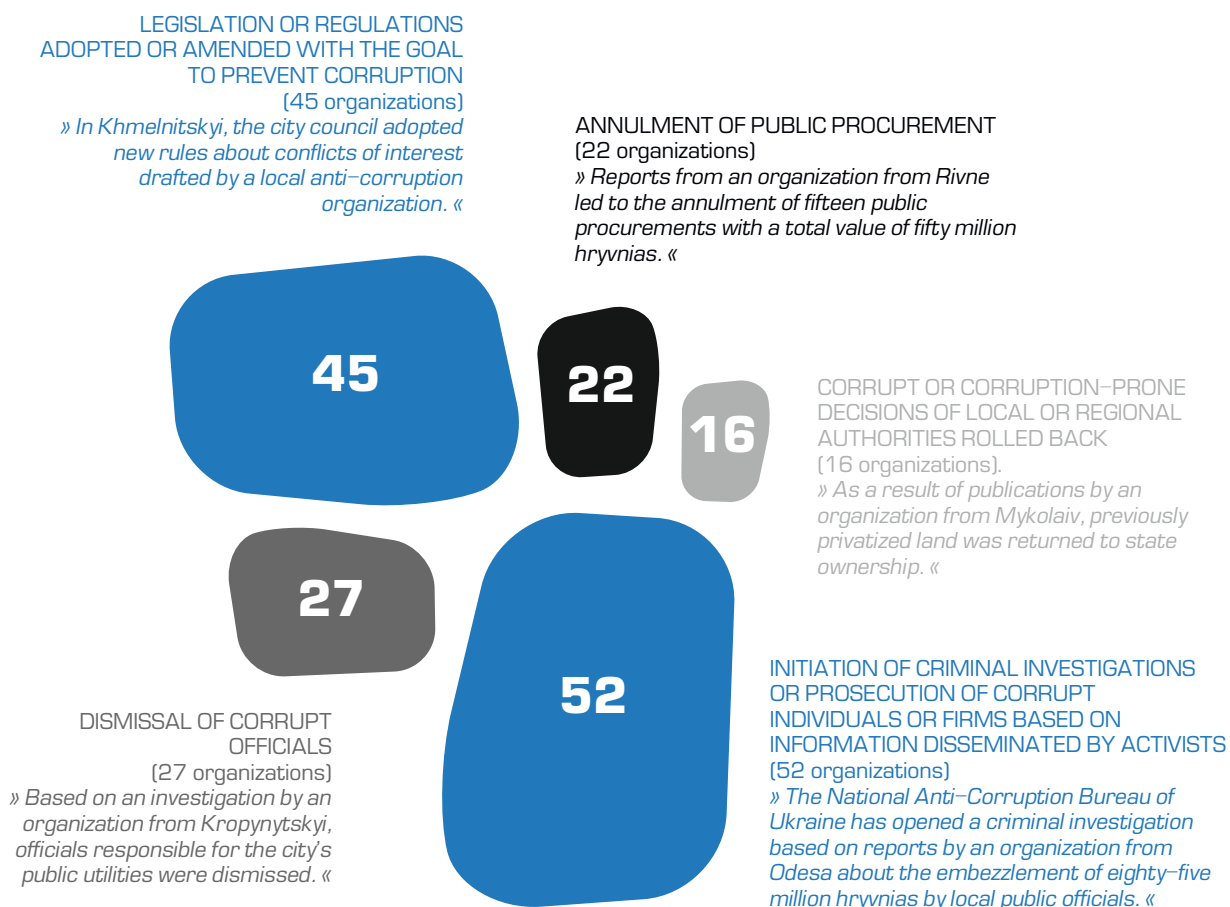 LEGISLATION OR REGULATIONS
ADOPTED OR AMENDED WITH THE GOAL
TO PREVENT CORRUPTION
(45 organizations)
» In Khmelnitskyi, the city council adopted
new rules about conflicts of interest
drafted by a local anti-corruption
organization. «
ANNULMENT OF PUBLIC PROCUREMENT
(22 organizations)
» Reports from an organization from Rivne
led to the annulment of fifteen public
procurements with a total value of fifty million
hryvnias. «
45
22
16
CORRUPT OR CORRUPTION-PRONE
DECISIONS OF LOCAL OR REGIONAL
AUTHORITIES ROLLED BACK
(16 organizations).
» As a result of publications by an
organization from Mykolaiv, previously
privatized land was returned to state
ownership. «
27
52
DISMISSAL OF CORRUPT
OFFICIALS
(27 organizations)
» Based on an investigation by an
organization from Kropynytskyi,
officials responsible for the city's
public utilities were dismissed. «
INITIATION OF CRIMINAL INVESTIGATIONS
OR PROSECUTION OF CORRUPT
INDIVIDUALS OR FIRMS BASED ON
INFORMATION DISSEMINATED BY ACTIVISTS
(52 organizations)
» The National Anti-Corruption Bureau of
Ukraine has opened a criminal investigation
based on reports by an organization from
Odesa about the embezzlement of eighty-five
million hryvnias by local public officials. «